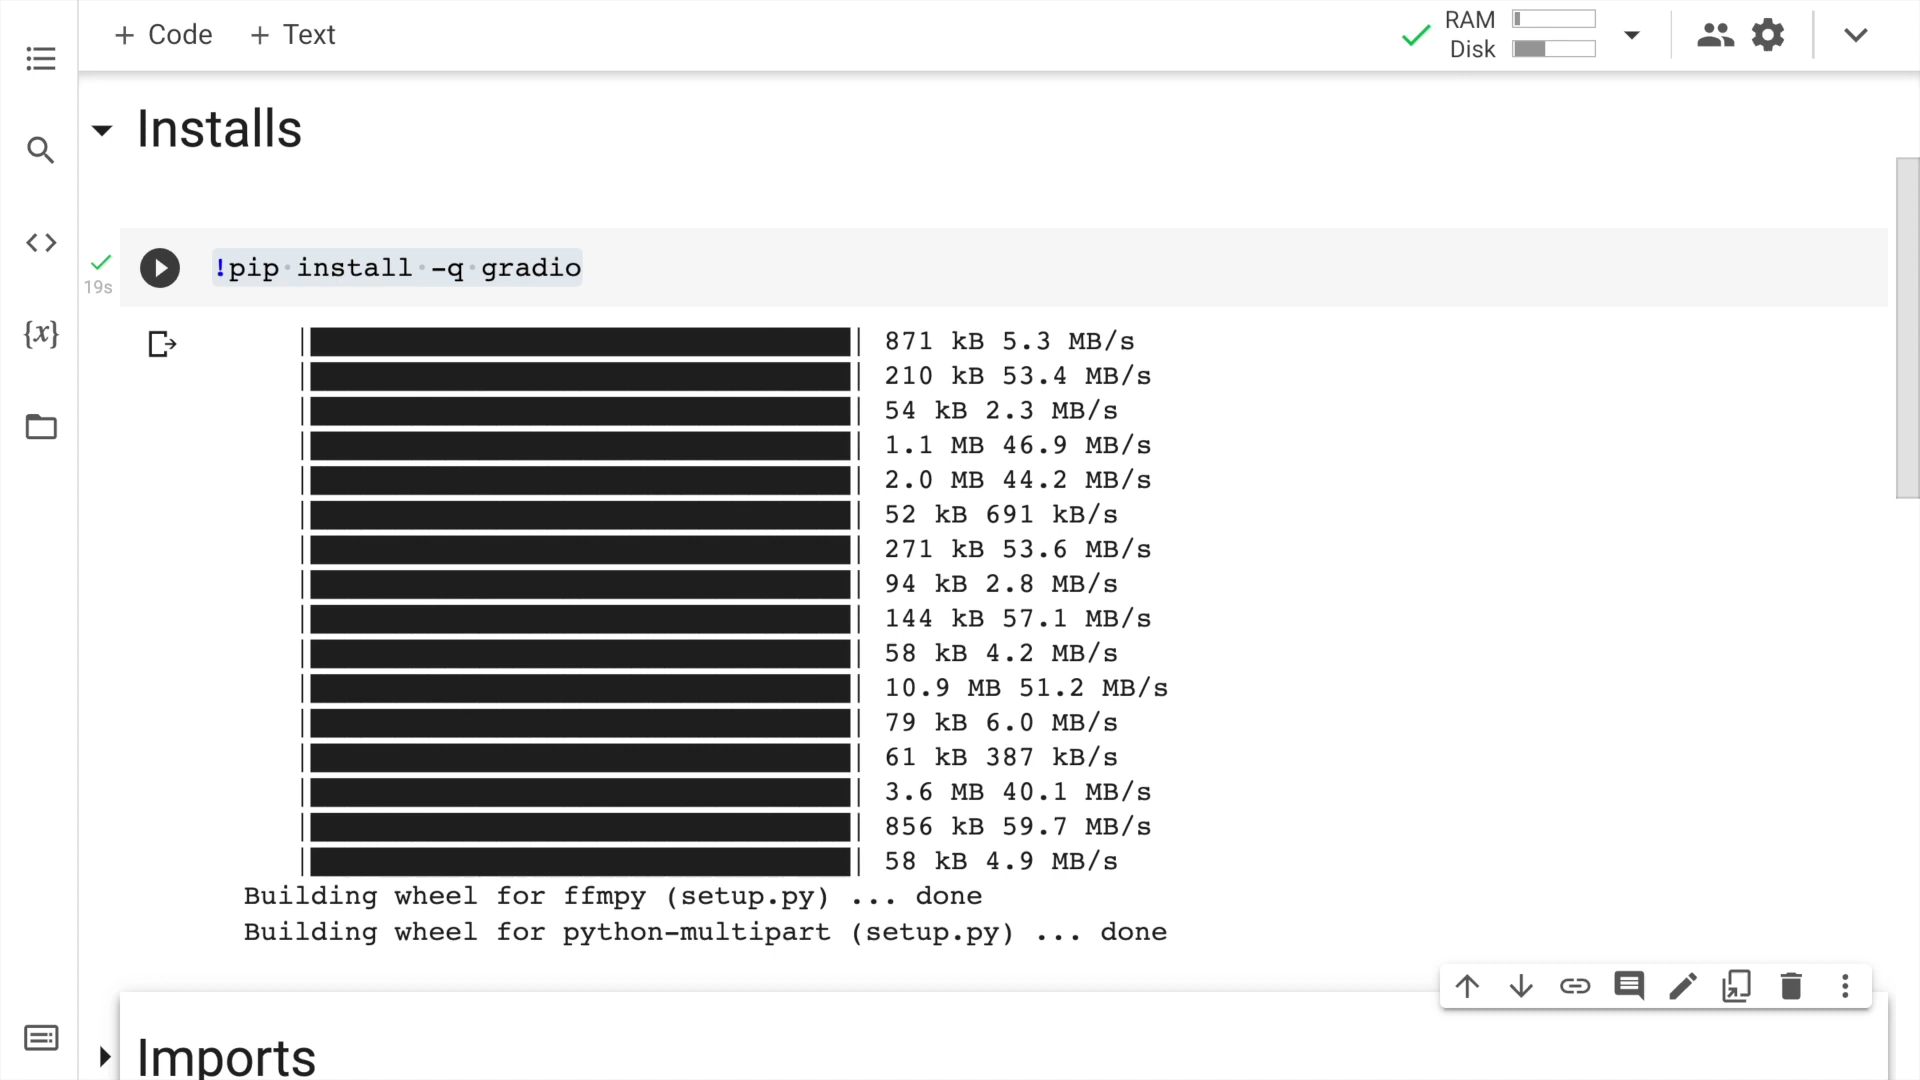 + Code + Text
RAM
Disk
Installs
!pip install -q gradio
19s
{x}
871 kB 5.3 MB/s
210 kB 53.4 MB/s
54 kB 2.3 MB/s
1.1 MB 46.9 MB/s
2.0 MB 44.2 MB/s
52 kB 691 kB/s
271 kB 53.6 MB/s
94 kB 2.8 MB/s
144 kB 57.1 MB/s
58 kB 4.2 MB/s
10.9 MB 51.2 MB/s
79 kB 6.0 MB/s
61 kB 387 kB/s
3.6 MB 40.1 MB/s
856 kB 59.7 MB/s
58 kB 4.9 MB/s
Building wheel for ffmpy (setup.py) ... done
Building wheel for python-multipart (setup.py) ... done
Imports